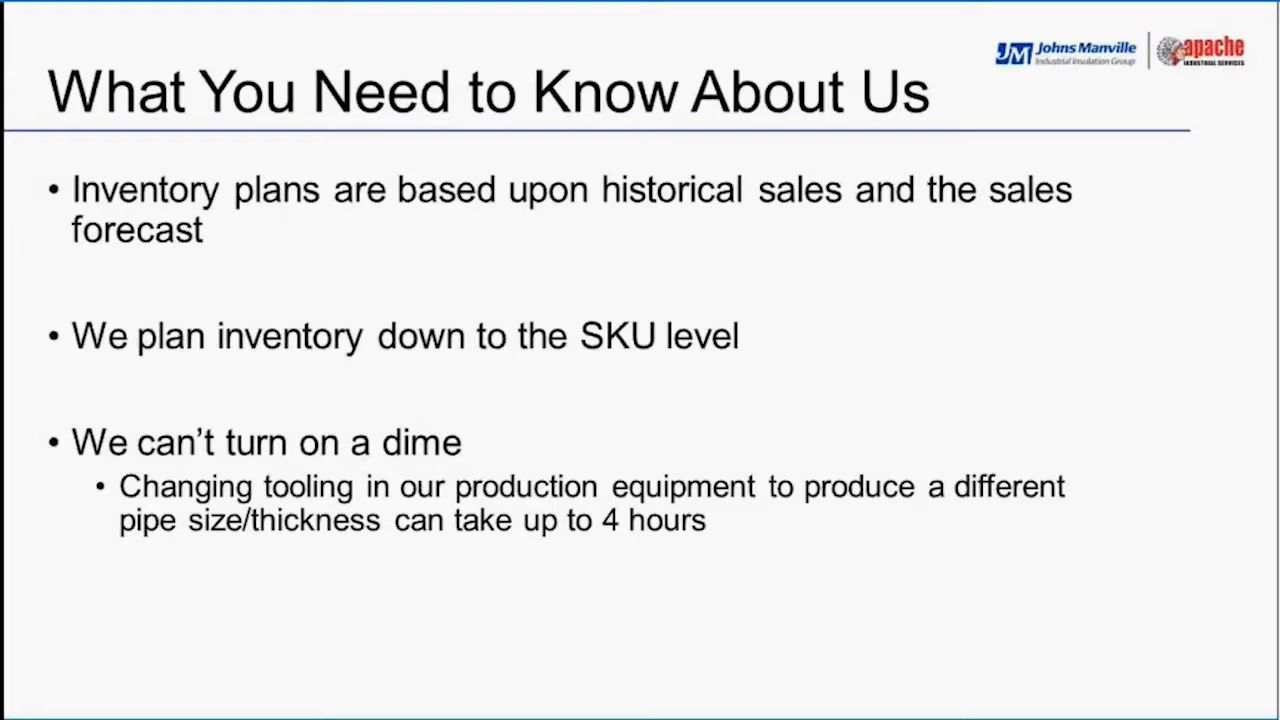 JM Johns Manville
Industrial Insulation Group
apache
INDUSTRIAL SERVICES
What You Need to Know About Us
• Inventory plans are based upon historical sales and the sales
forecast
• We plan inventory down to the SKU level
• We can’t turn on a dime
• Changing tooling in our production equipment to produce a different
pipe size/thickness can take up to 4 hours